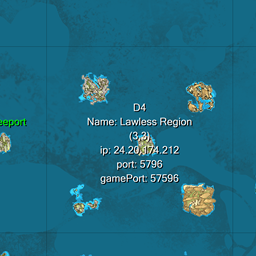 D4
Name: Lawless Region
eeport
(3,3)
ip: 24.20.174.212
port: 5796
gamePort: 57596